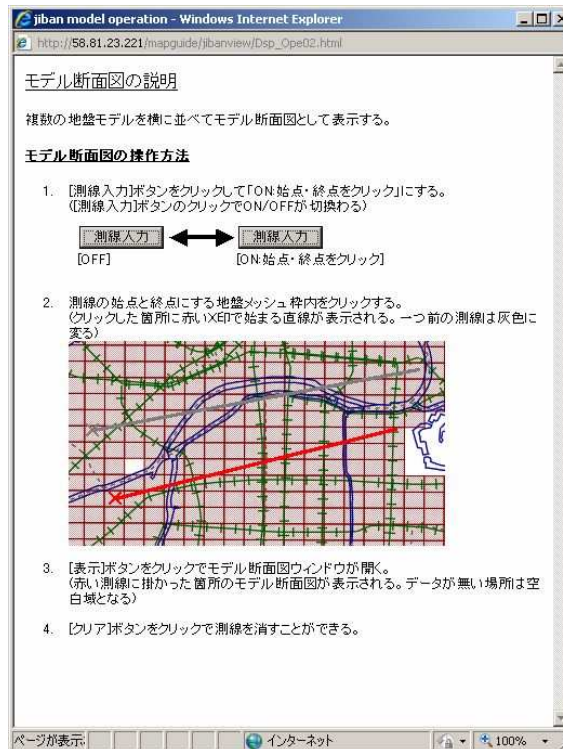 jiban model operation - Windows Internet Explorer
http://58.81.23.221/mapguide/jibanview/Dsp_Ope02.html
モデル断面図の説明
複数の地盤モデルを横に並べてモデル断面図として表示する。
モデル断面図の操作方法
1. [測線入力]ボタンをクリックして「ON:始点・終点をクリック」にする。
([測線入力]ボタンのクリックでON/OFFが切換わる)
測線入力 測線入力
[OFF] [ON:始点・終点をクリック]
2. 測線の始点と終点にする地盤メッシュ枠内をクリックする。
(クリックした箇所に赤い×印で始まる直線が表示される。一つ前の測線は灰色に
変る)
3. [表示]ボタンをクリックでモデル断面図ウィンドウが開く。
(赤い測線に掛かった箇所のモデル断面図が表示される。データが無い場所は空
白域となる)
4. [クリア]ボタンをクリックで測線を消すことができる。
ページが表示 インターネット 100%